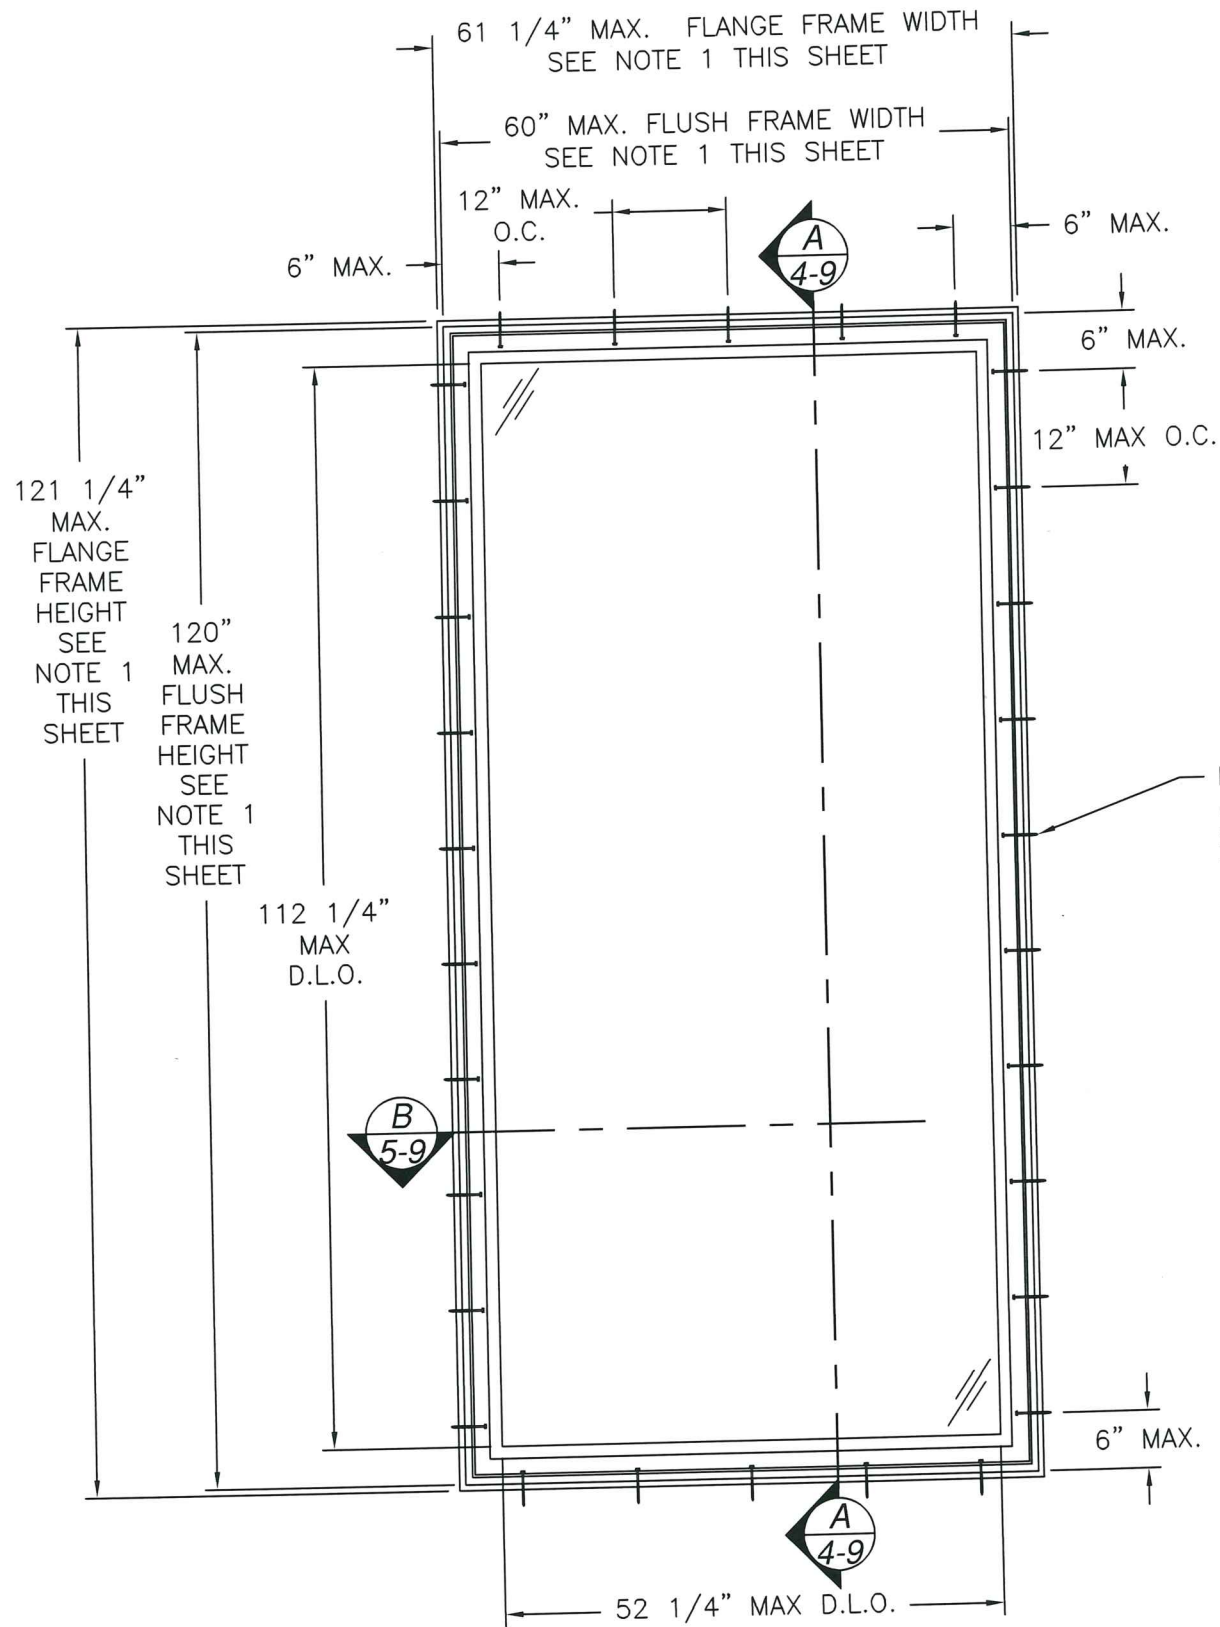 61 1/4” MAX. FLANGE FRAME WIDTH
SEE NOTE 1 THIS SHEET
60” MAX. FLUSH FRAME WIDTH
SEE NOTE 1 THIS SHEET
12” MAX.
O.C.
6” MAX.
A
4-9
6” MAX.
6” MAX.
12” MAX O.C.
121 1/4”
MAX.
FLANGE
FRAME
HEIGHT
SEE
NOTE 1
THIS
SHEET
120”
MAX.
FLUSH
FRAME
HEIGHT
SEE
NOTE 1
THIS
SHEET
112 1/4”
MAX
D.L.O.
B
5-9
6” MAX.
A
4-9
52 1/4” MAX D.L.O.